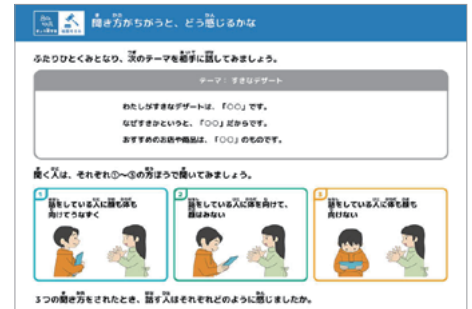 聞き方がちがうと、どう感じるかな
ふたりひとくみとなり、次のテーマを相手に話してみましょう。
テーマ：すきなデザート
わたしがすきなデザートは、「〇〇」です。
なぜすきかというと、「〇〇」だからです。
おすすめのお店や商品は、「〇〇」のものです。
聞く人は、それぞれ①～③の方ほうで聞いてみましょう。
1
話をしている人に顔も体も
向けてうなずく
2
話をしている人に体を向けて、
顔はみない
3
話をしている人に体も顔も
向けない
3つの聞き方をされたとき、話す人はそれぞれどのように感じましたか。